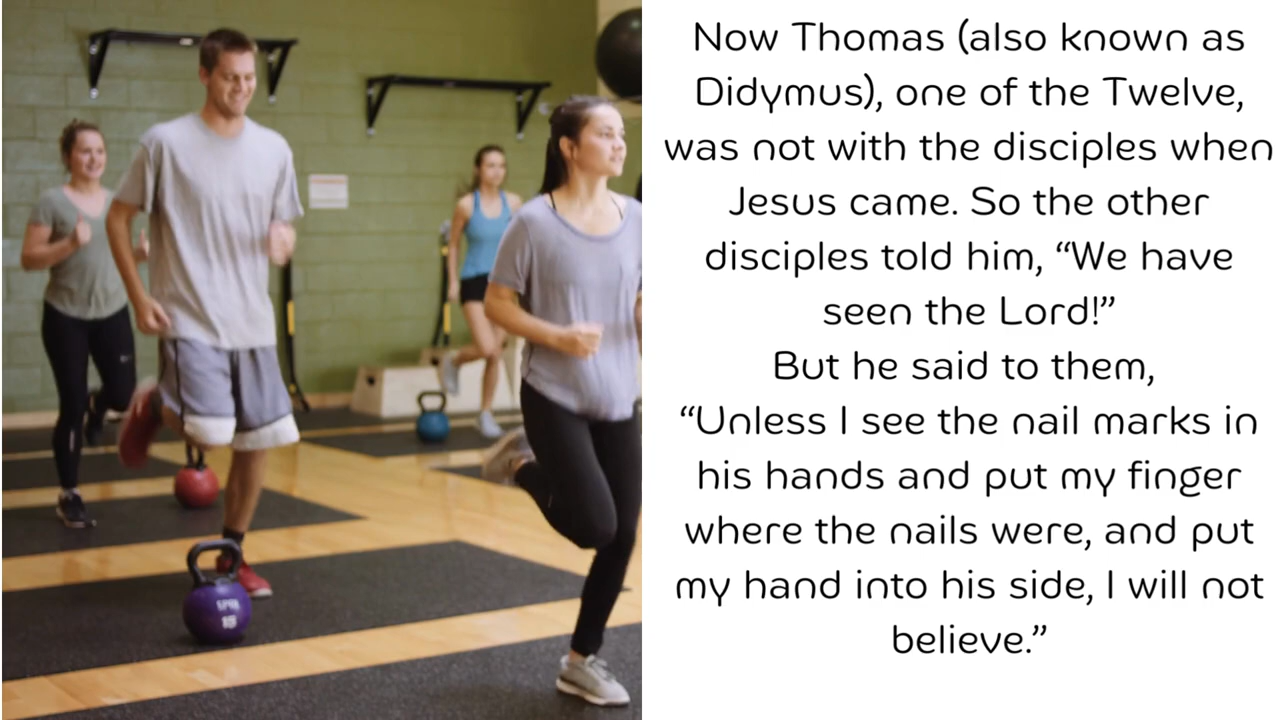 Now Thomas (also known as
Didymus), one of the Twelve,
was not with the disciples when
Jesus came. So the other
disciples told him, “We have
seen the Lord!”
But he said to them,
“Unless I see the nail marks in
his hands and put my finger
where the nails were, and put
my hand into his side, I will not
believe.”